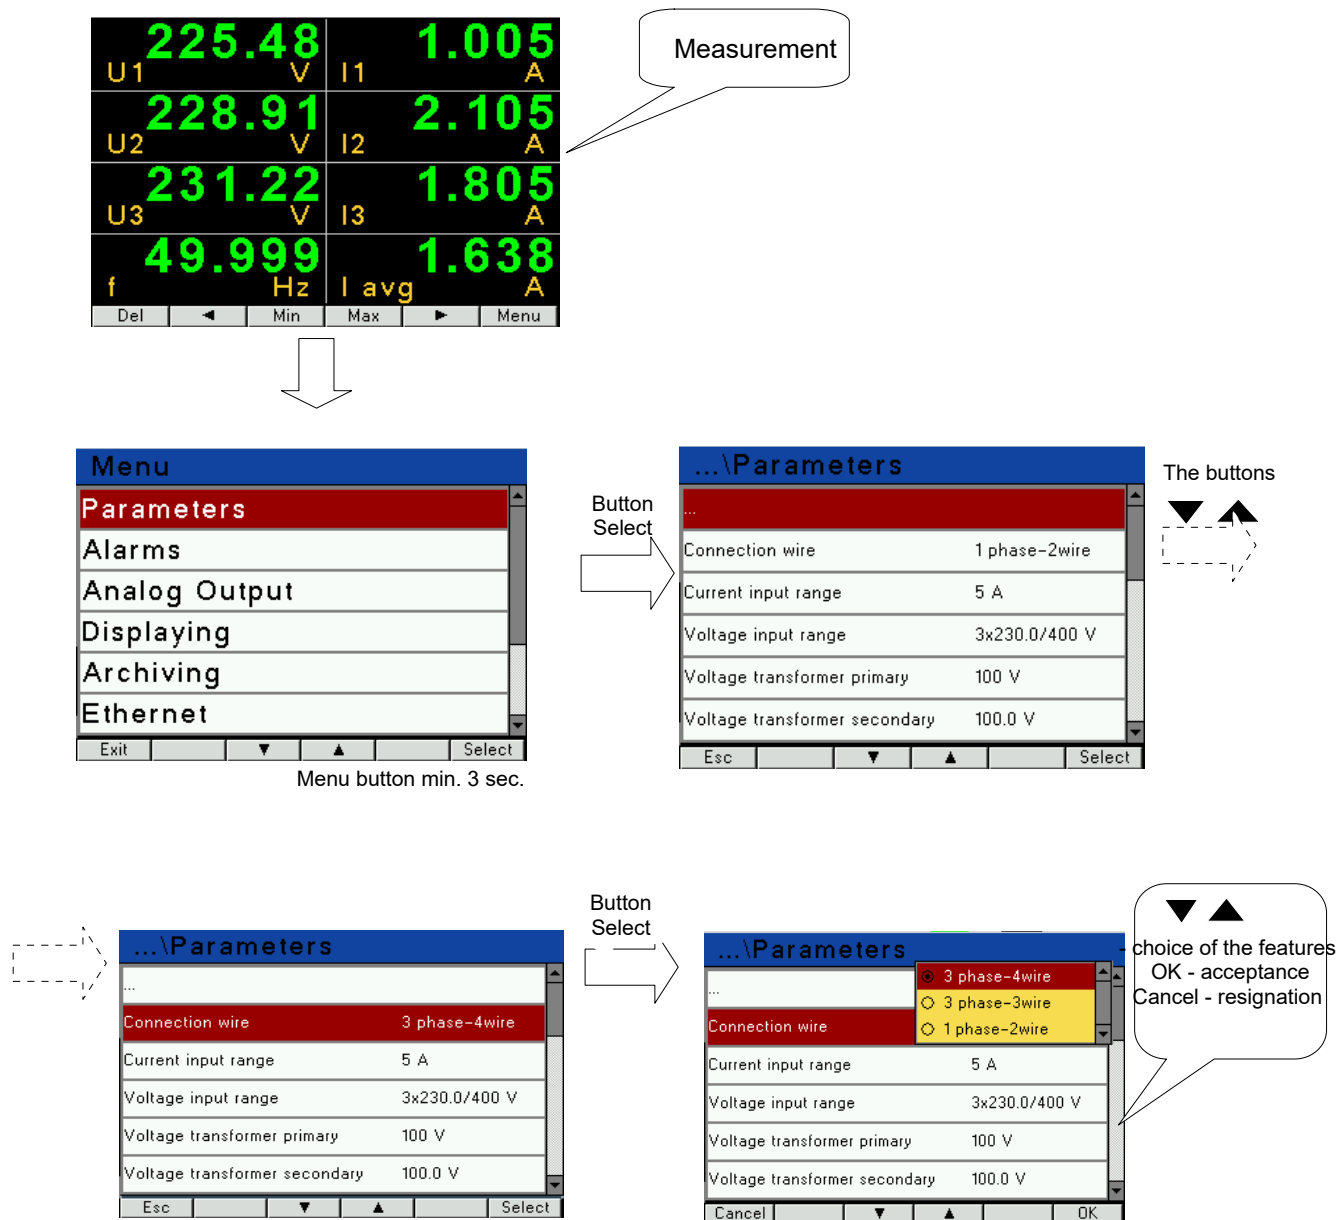 225.48 1.005
U1 V I1 A
Measurement
228.91 2.105
U2 V I2 A
231.22 1.805
U3 V I3 A
49.999 1.638
f Hz I avg A
Del ◄ Min Max ► Menu
Menu
Parameters
Alarms
Analog Output
Displaying
Archiving
Ethernet
Exit ▼ ▲ Select
Menu button min. 3 sec.
Button
Select
...\Parameters
...
Connection wire 1 phase-2wire
Current input range 5 A
Voltage input range 3x230.0/400 V
Voltage transformer primary 100 V
Voltage transformer secondary 100.0 V
Esc ▼ ▲ Select
The buttons
▼ ▲
...\Parameters
...
Connection wire 3 phase-4wire
Current input range 5 A
Voltage input range 3x230.0/400 V
Voltage transformer primary 100 V
Voltage transformer secondary 100.0 V
Esc ▼ ▲ Select
Button
Select
...\Parameters
...
3 phase-4wire
3 phase-3wire
1 phase-2wire
Connection wire
Current input range 5 A
Voltage input range 3x230.0/400 V
Voltage transformer primary 100 V
Voltage transformer secondary 100.0 V
Cancel ▼ ▲ OK
▼ ▲
- choice of the features
OK - acceptance
Cancel - resignation